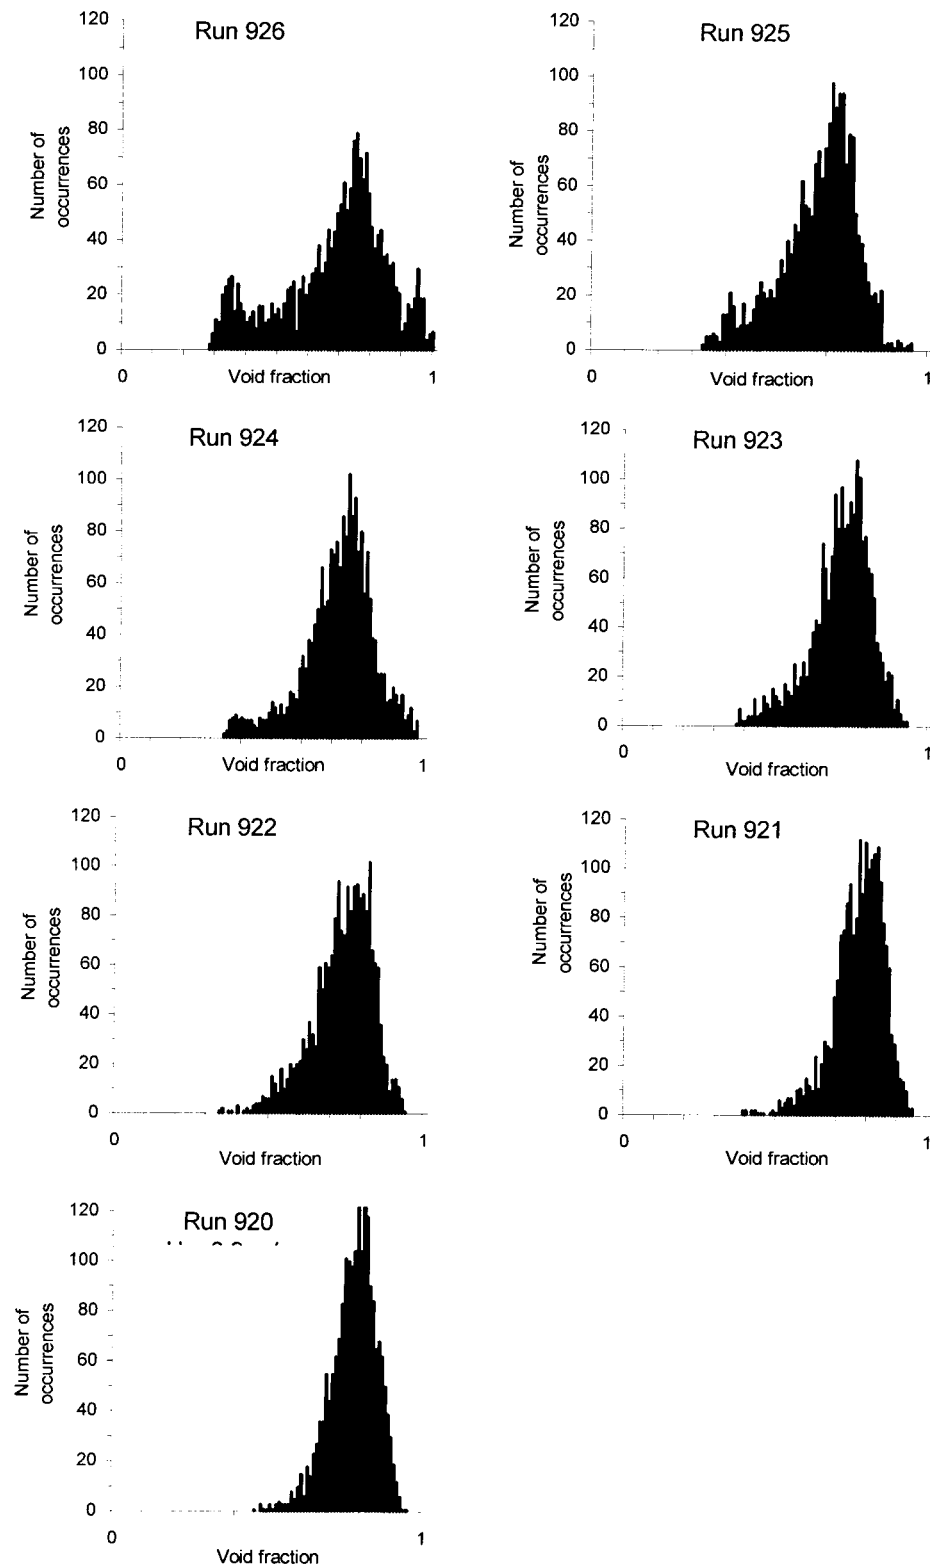 Run 926
120
100
80
60
40
20
0
Number of
occurrences
0
Void fraction
1
Run 925
120
100
80
60
40
20
0
Number of
occurrences
0
Void fraction
1
Run 924
120
100
80
60
40
20
0
Number of
occurrences
0
Void fraction
1
Run 923
120
100
80
60
40
20
0
Number of
occurrences
0
Void fraction
1
Run 922
120
100
80
60
40
20
0
Number of
occurrences
0
Void fraction
1
Run 921
120
100
80
60
40
20
0
Number of
occurrences
0
Void fraction
1
Run 920
120
100
80
60
40
20
0
Number of
occurrences
0
Void fraction
1